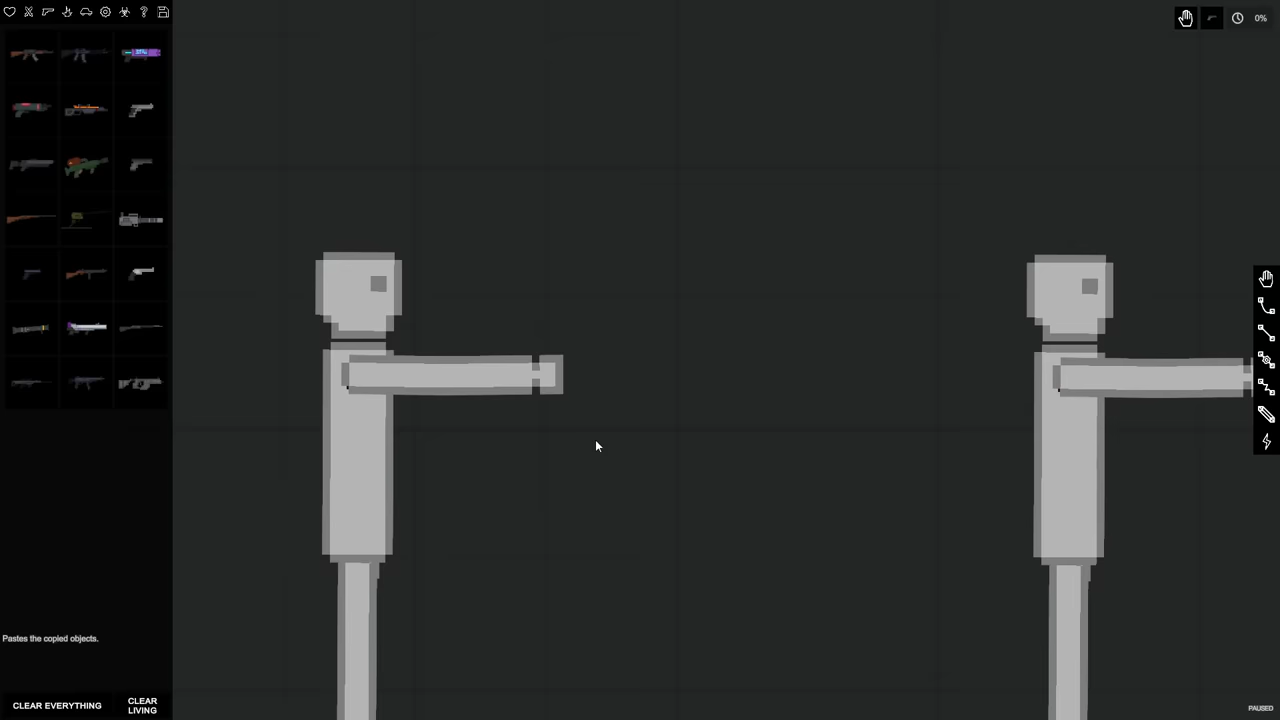 0%
Pastes the copied objects.
CLEAR EVERYTHING
CLEAR
LIVING
PAUSED